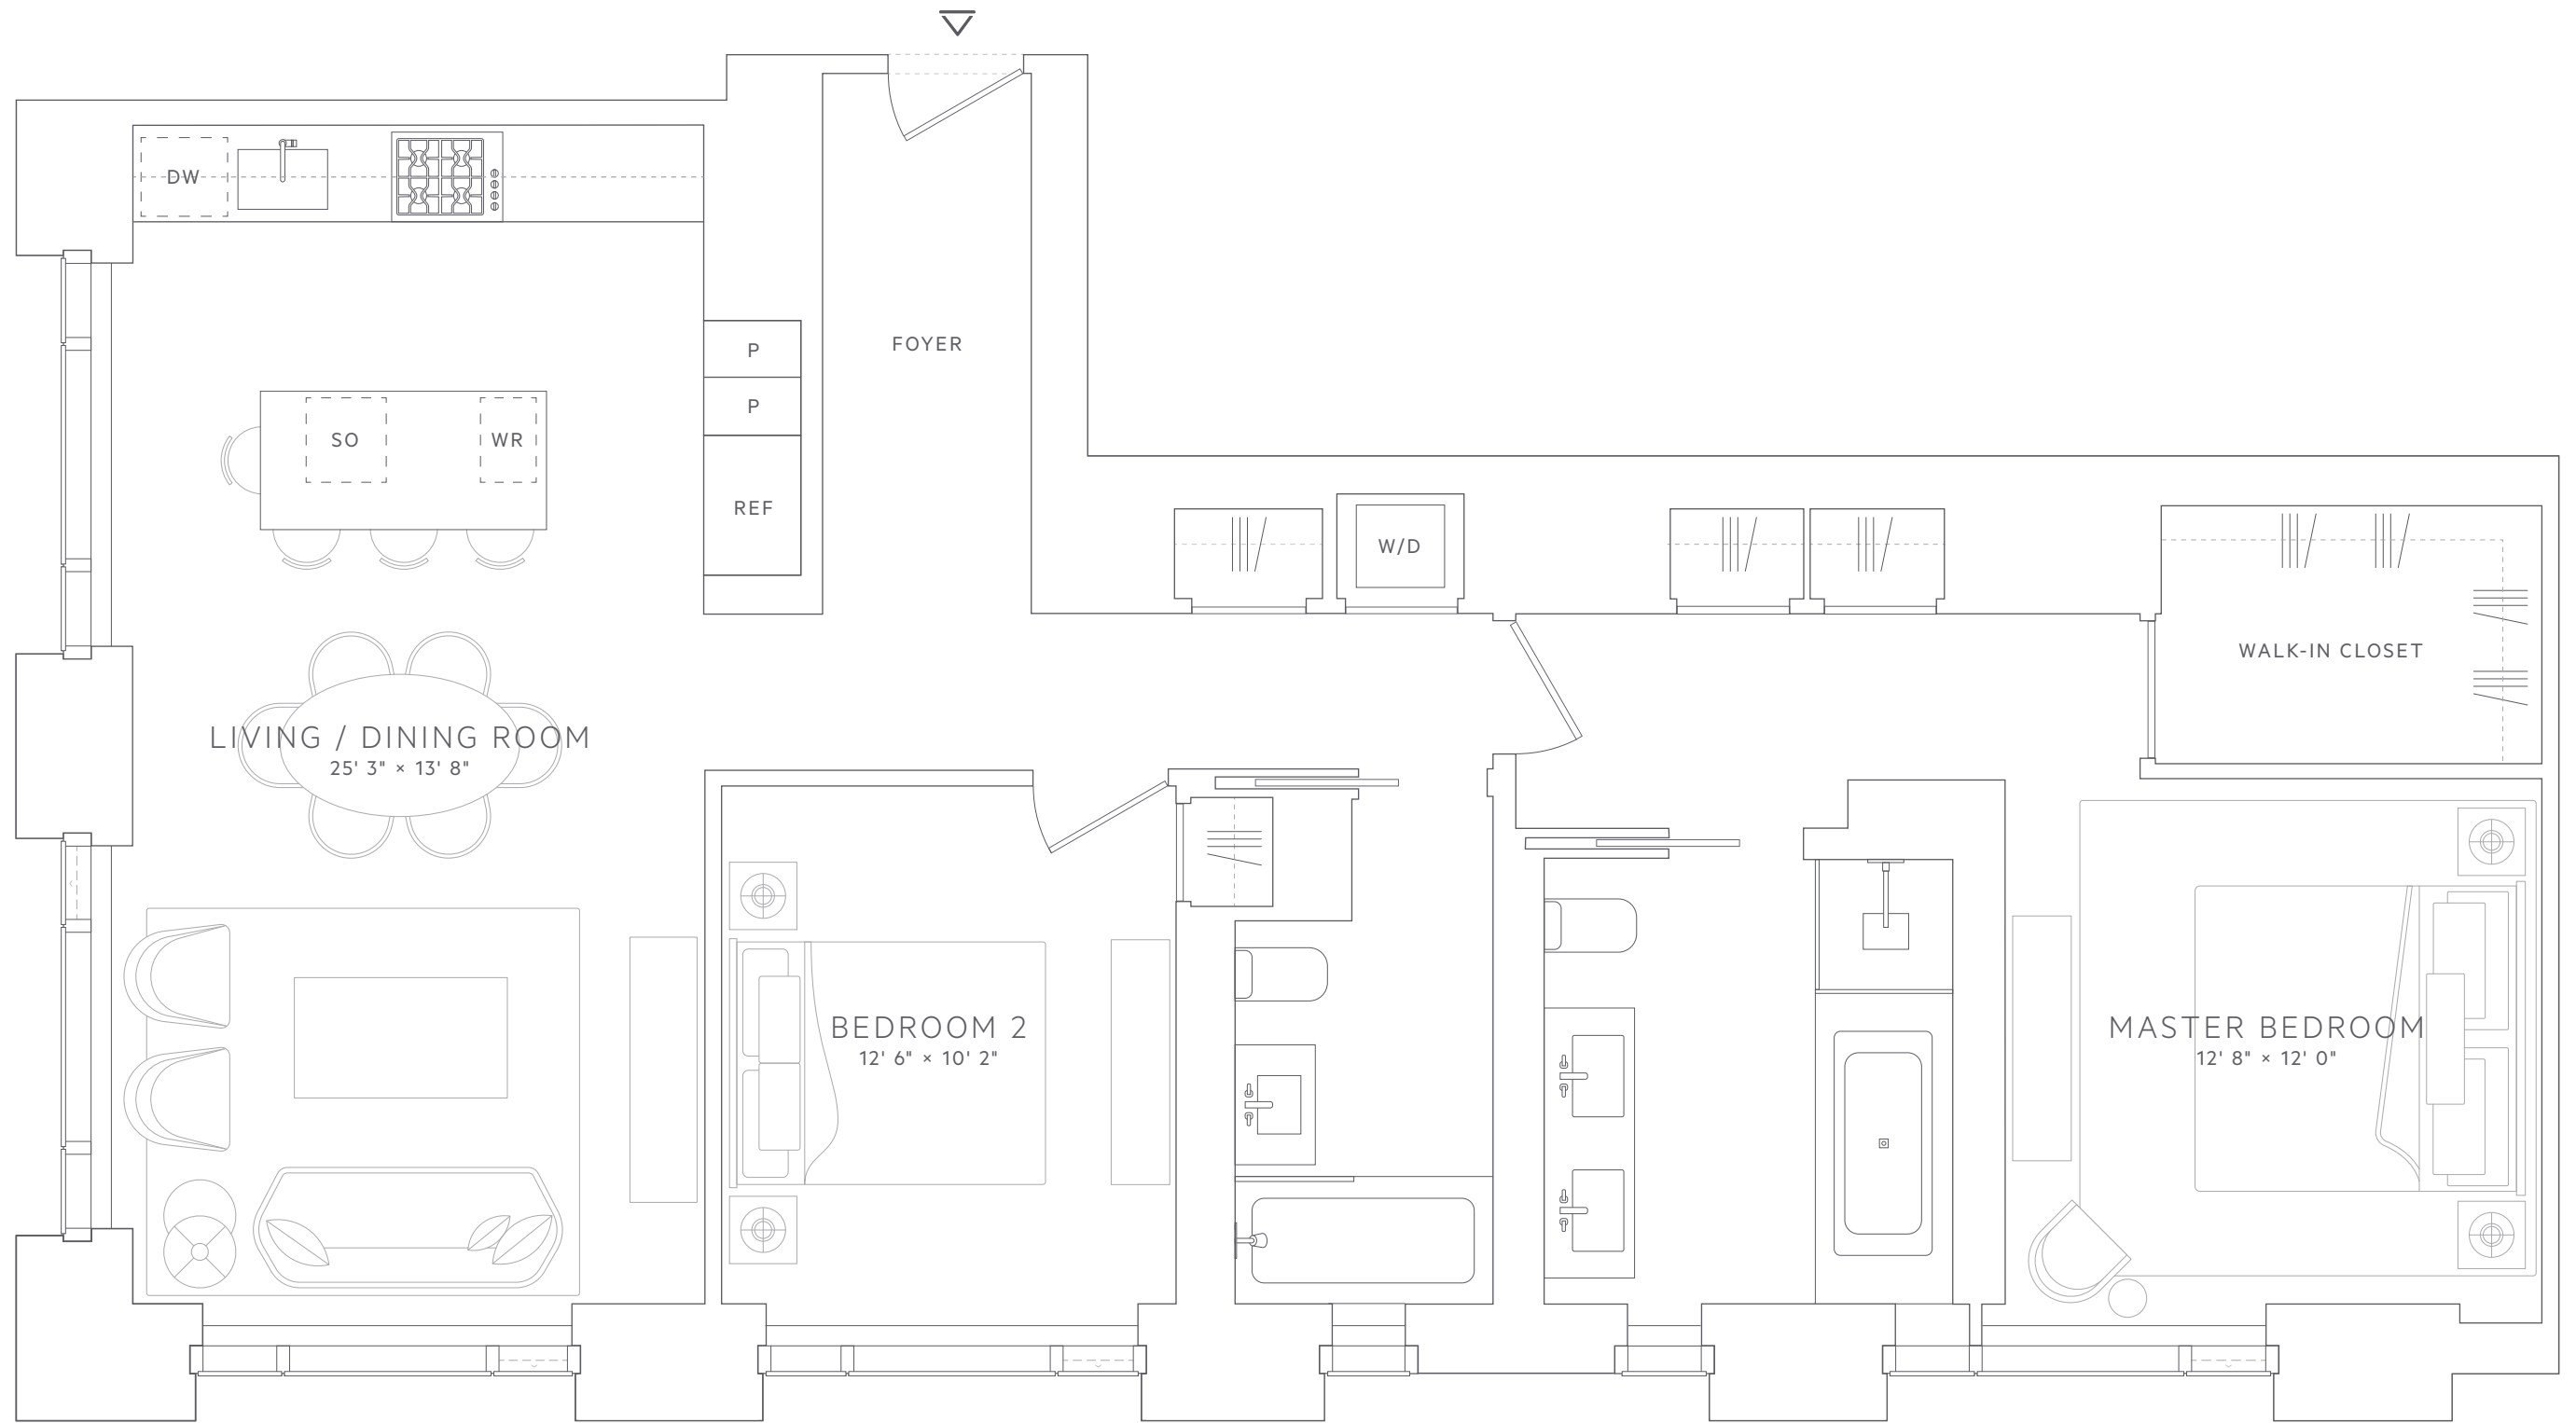 DW
FOYER
P
P
SO
WR
REF
W/D
WALK-IN CLOSET
LIVING / DINING ROOM
25' 3" × 13' 8"
BEDROOM 2
12' 6" × 10' 2"
MASTER BEDROOM
12' 8" × 12' 0"